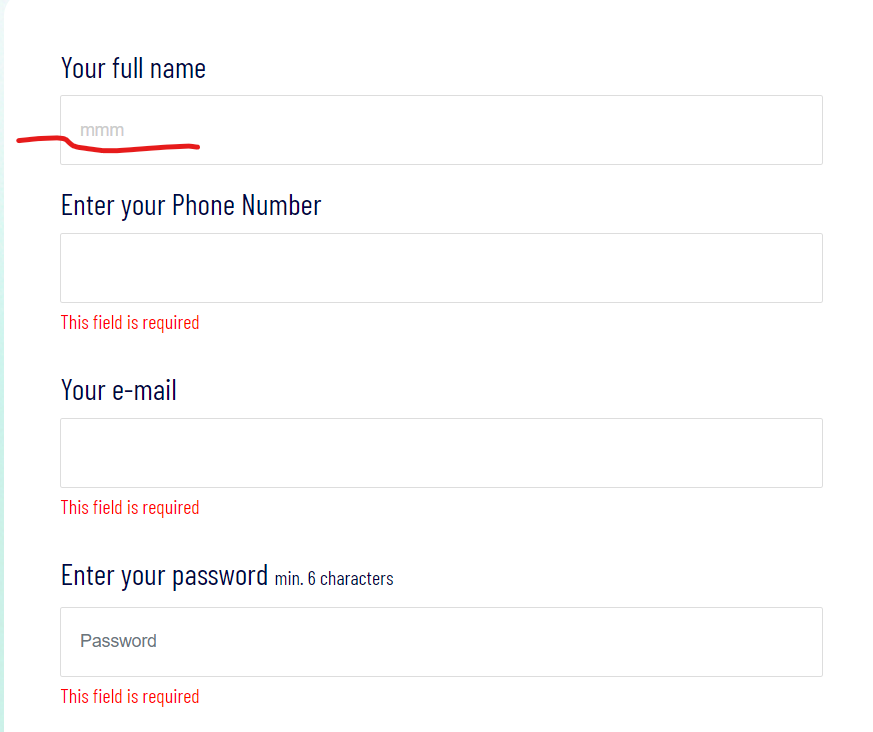 Your full name
mmm
Enter your Phone Number
This field is required
Your e-mail
This field is required
Enter your password min. 6 characters
Password
This field is required